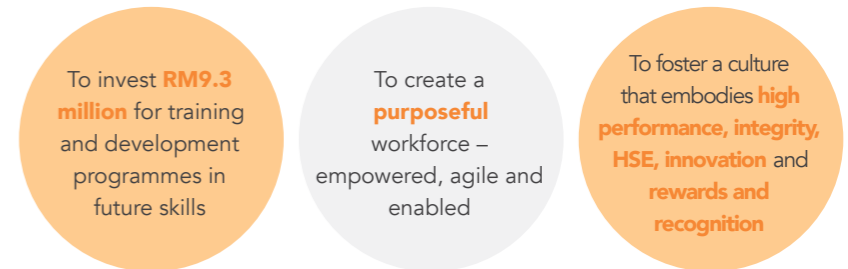 To invest RM9.3
million for training
and development
programmes in
future skills
To create a
purposeful
workforce –
empowered, agile and
enabled
To foster a culture
that embodies high
performance, integrity,
HSE, innovation and
rewards and
recognition